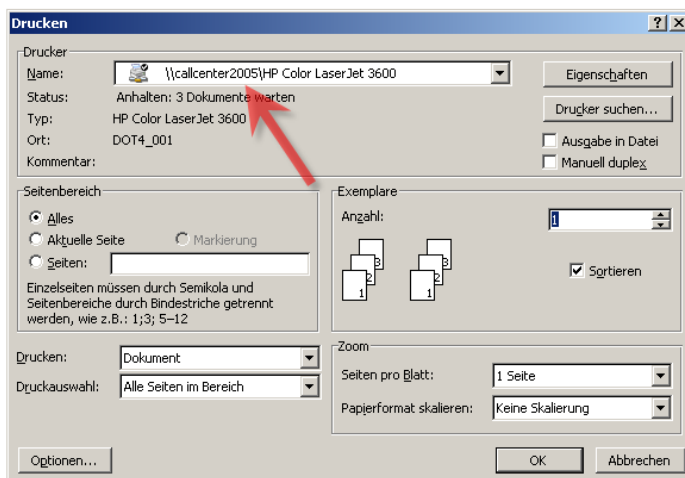 Drucken
Drucker
Name: \\callcenter2005\HP Color LaserJet 3600
Eigenschaften
Status: Anhalten: 3 Dokumente warten
Typ: HP Color LaserJet 3600
Drucker suchen...
Ort: DOT4_001
Ausgabe in Datei
Kommentar:
Manuell duplex
Seitenbereich
Alles
Aktuelle Seite Markierung
Seiten:
Einzelseiten müssen durch Semikola und
Seitenbereiche durch Bindestriche getrennt
werden, wie z.B.: 1;3; 5–12
Exemplare
Anzahl: 1
3 3
2 2
1 1
Sortieren
Drucken: Dokument
Druckauswahl: Alle Seiten im Bereich
Zoom
Seiten pro Blatt: 1 Seite
Papierformat skalieren: Keine Skalierung
Optionen...
OK Abbrechen